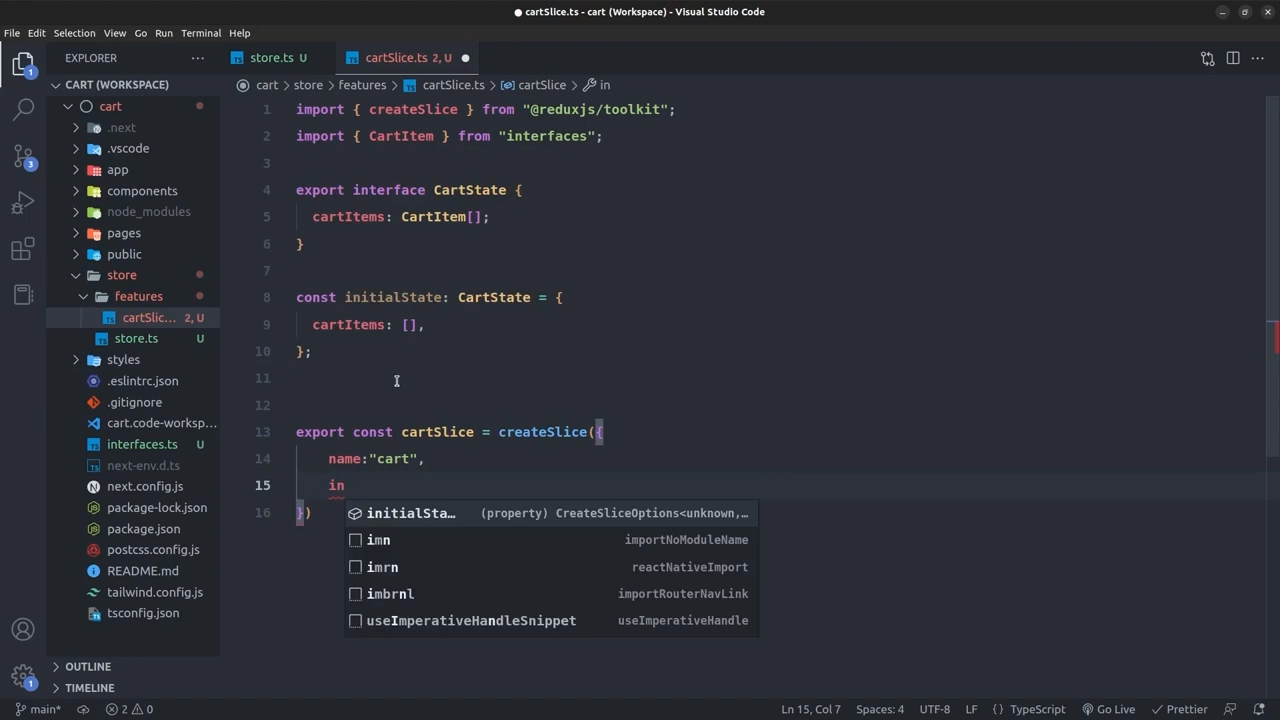 cartSlice.ts - cart (Workspace) - Visual Studio Code
File Edit Selection View Go Run Terminal Help
EXPLORER
store.ts U
cartSlice.ts 2, U
CART (WORKSPACE)
cart > store > features > cartSlice.ts > cartSlice > in
cart
.next
.vscode
app
components
node_modules
pages
public
store
features
cartSlic... 2, U
store.ts U
styles
.eslintrc.json
.gitignore
cart.code-worksp...
interfaces.ts U
next-env.d.ts
next.config.js
package-lock.json
package.json
postcss.config.js
README.md
tailwind.config.js
tsconfig.json
OUTLINE
TIMELINE
1
3
1
1 import { createSlice } from "@reduxjs/toolkit";
2 import { CartItem } from "interfaces";
3
4 export interface CartState {
5 cartItems: CartItem[];
6 }
7
8 const initialState: CartState = {
9 cartItems: [],
10 };
11
12
13 export const cartSlice = createSlice({
14 name:"cart",
15 in
16 })
initialSta... (property) CreateSliceOptions<unknown,...
imn importNoModuleName
imrn reactNativeImport
imbrnl importRouterNavLink
useImperativeHandleSnippet useImperativeHandle
main* 2 0 Ln 15, Col 7 Spaces: 4 UTF-8 LF { } TypeScript Go Live Prettier